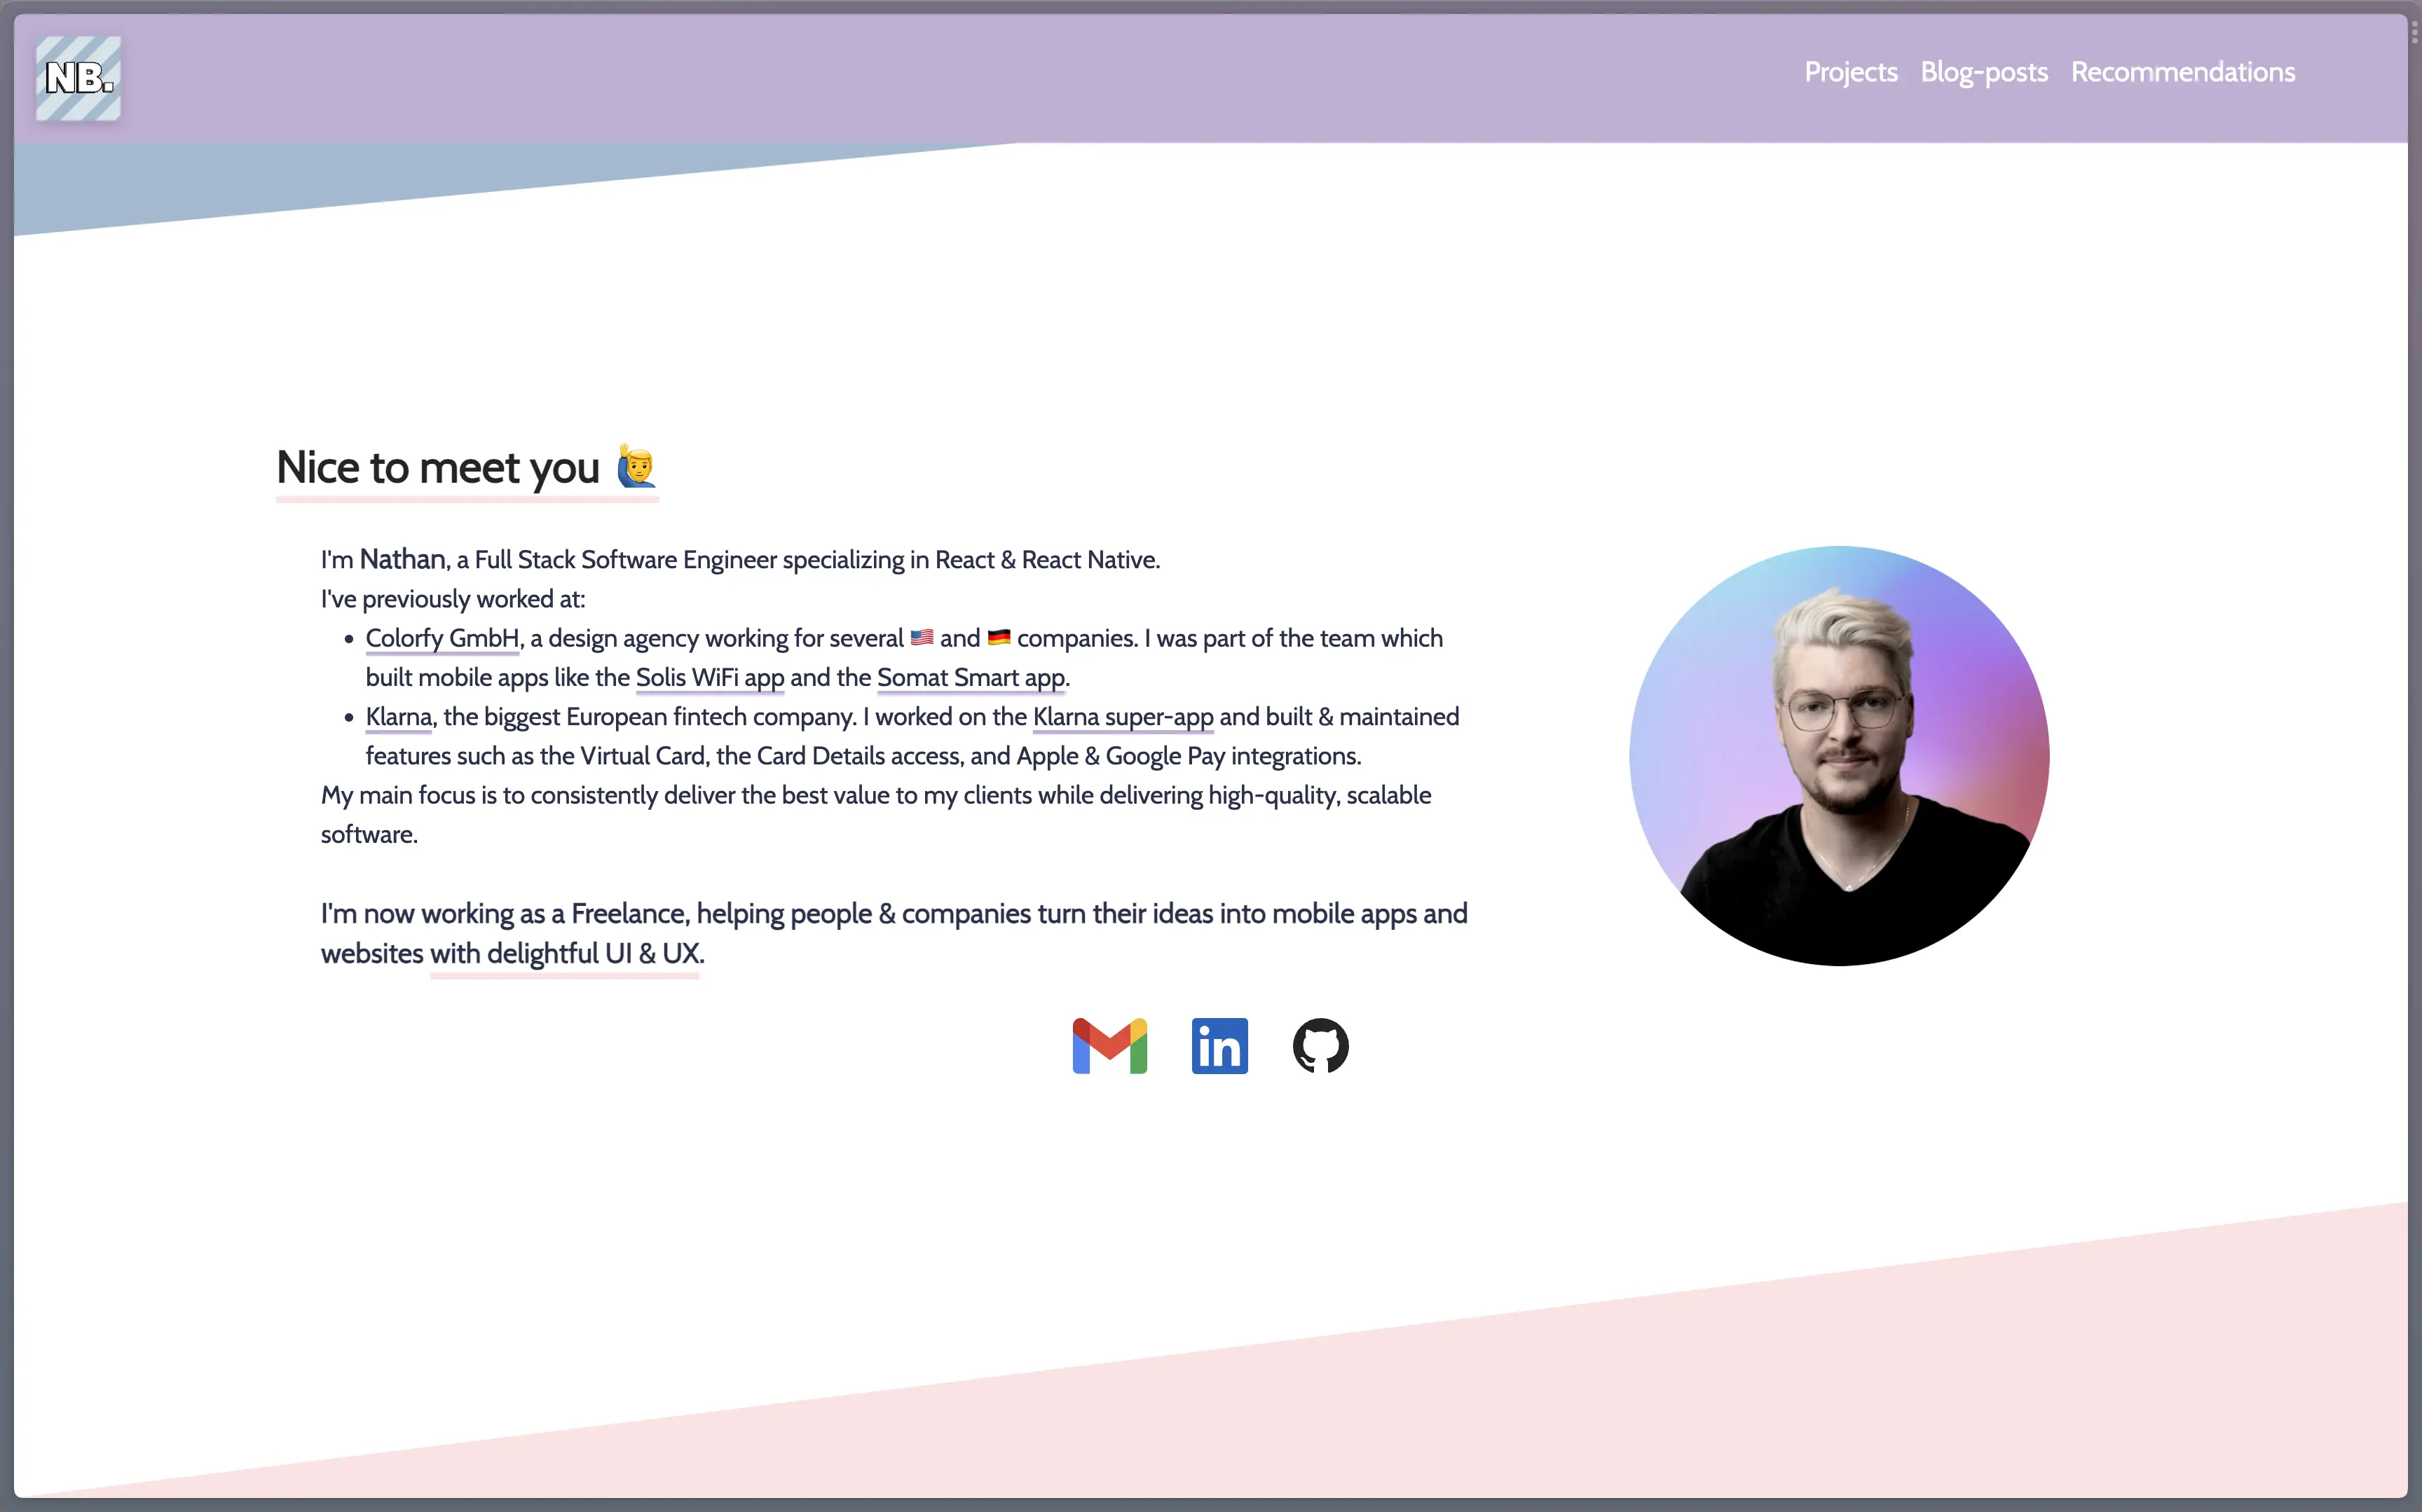 NB.
Projects Blog-posts Recommendations
Nice to meet you 🙋‍♂️
I'm Nathan, a Full Stack Software Engineer specializing in React & React Native.
I've previously worked at:
• Colorfy GmbH, a design agency working for several 🇺🇸 and 🇩🇪 companies. I was part of the team which
built mobile apps like the Solis WiFi app and the Somat Smart app.
• Klarna, the biggest European fintech company. I worked on the Klarna super-app and built & maintained
features such as the Virtual Card, the Card Details access, and Apple & Google Pay integrations.
My main focus is to consistently deliver the best value to my clients while delivering high-quality, scalable
software.
I'm now working as a Freelance, helping people & companies turn their ideas into mobile apps and
websites with delightful UI & UX.
in